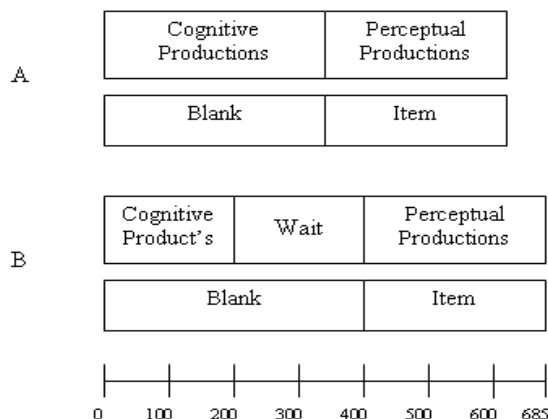 Cognitive Productions
Perceptual Productions
A
Blank
Item
Cognitive Product's
Wait
Perceptual Productions
B
Blank
Item
0 100 200 300 400 500 600 685